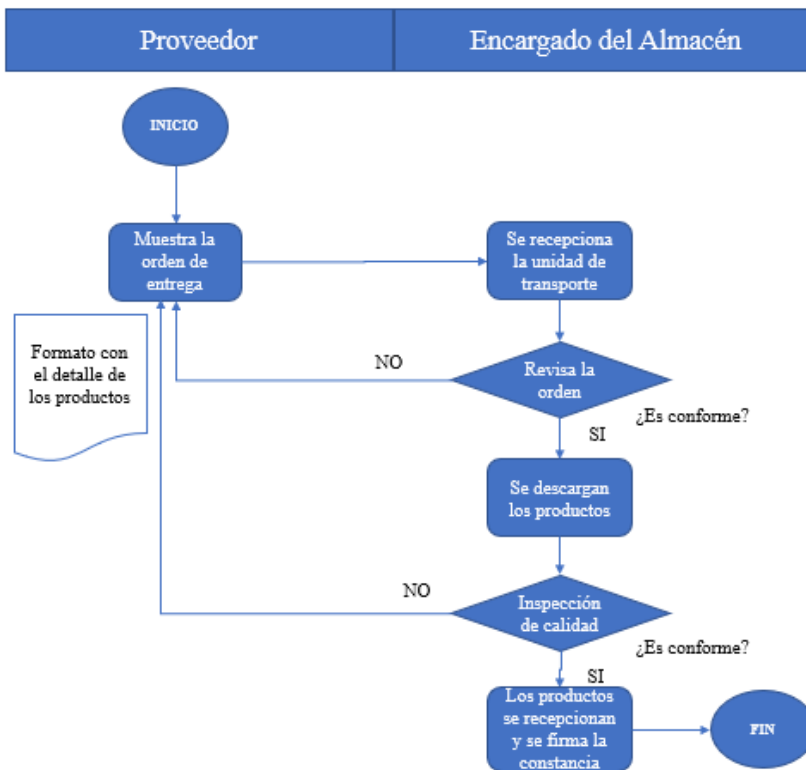 Proveedor
Encargado del Almacén
INICIO
Muestra la
orden de
entrega
Se recepciona
la unidad de
transporte
Formato con
el detalle de
los productos
NO
Revisa la
orden
¿Es conforme?
SI
Se descargan
los productos
NO
Inspección
de calidad
¿Es conforme?
SI
Los productos
se recepcionan
y se firma la
constancia
FIN